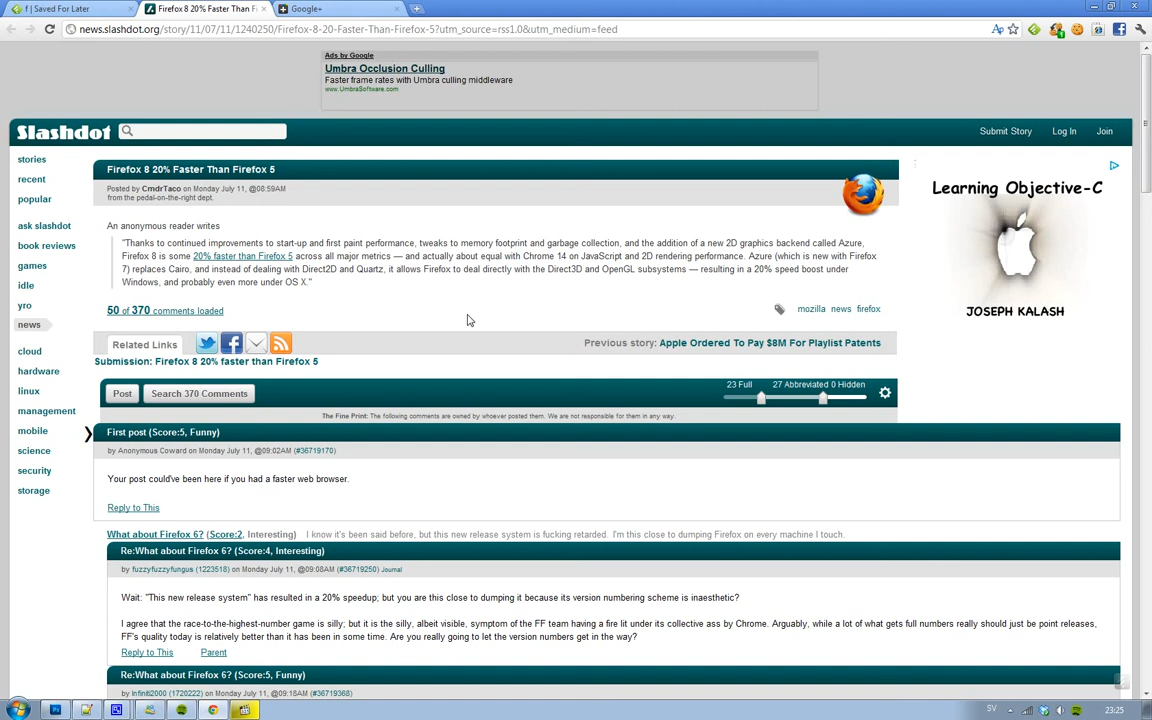 f | Saved For Later
Firefox 8 20% Faster Than F
Google+
news.slashdot.org/story/11/07/11/1240250/Firefox-8-20-Faster-Than-Firefox-5?utm_source=rss1.0&utm_medium=feed
Ads by Google
Umbra Occlusion Culling
Faster frame rates with Umbra culling middleware
www.UmbraSoftware.com
Slashdot
Submit Story
Log In
Join
stories
recent
popular
ask slashdot
book reviews
games
idle
yro
news
cloud
hardware
linux
management
mobile
science
security
storage
Firefox 8 20% Faster Than Firefox 5
Posted by CmdrTaco on Monday July 11, @08:59AM
from the pedal-on-the-right dept.
An anonymous reader writes
"Thanks to continued improvements to start-up and first paint performance, tweaks to memory footprint and garbage collection, and the addition of a new 2D graphics backend called Azure,
Firefox 8 is some 20% faster than Firefox 5 across all major metrics — and actually about equal with Chrome 14 on JavaScript and 2D rendering performance. Azure (which is new with Firefox
7) replaces Cairo, and instead of dealing with Direct2D and Quartz, it allows Firefox to deal directly with the Direct3D and OpenGL subsystems — resulting in a 20% speed boost under
Windows, and probably even more under OS X."
50 of 370 comments loaded
mozilla news firefox
Related Links
Previous story: Apple Ordered To Pay $8M For Playlist Patents
Submission: Firefox 8 20% faster than Firefox 5
Post
Search 370 Comments
23 Full
27 Abbreviated 0 Hidden
The Fine Print: The following comments are owned by whoever posted them. We are not responsible for them in any way.
First post (Score:5, Funny)
by Anonymous Coward on Monday July 11, @09:02AM (#36719170)
Your post could've been here if you had a faster web browser.
Reply to This
What about Firefox 6? (Score:2, Interesting) I know it's been said before, but this new release system is fucking retarded. I'm this close to dumping Firefox on every machine I touch.
Re:What about Firefox 6? (Score:4, Interesting)
by fuzzyfuzzyfungus (1223518) on Monday July 11, @09:08AM (#36719250) Journal
Wait: "This new release system" has resulted in a 20% speedup; but you are this close to dumping it because its version numbering scheme is inaesthetic?
I agree that the race-to-the-highest-number game is silly; but it is the silly, albeit visible, symptom of the FF team having a fire lit under its collective ass by Chrome. Arguably, while a lot of what gets full numbers really should just be point releases,
FF's quality today is relatively better than it has been in some time. Are you really going to let the version numbers get in the way?
Reply to This
Parent
Re:What about Firefox 6? (Score:5, Funny)
by Infiniti2000 (1720222) on Monday July 11, @09:18AM (#36719368)
Learning Objective-C
JOSEPH KALASH
SV
23:25